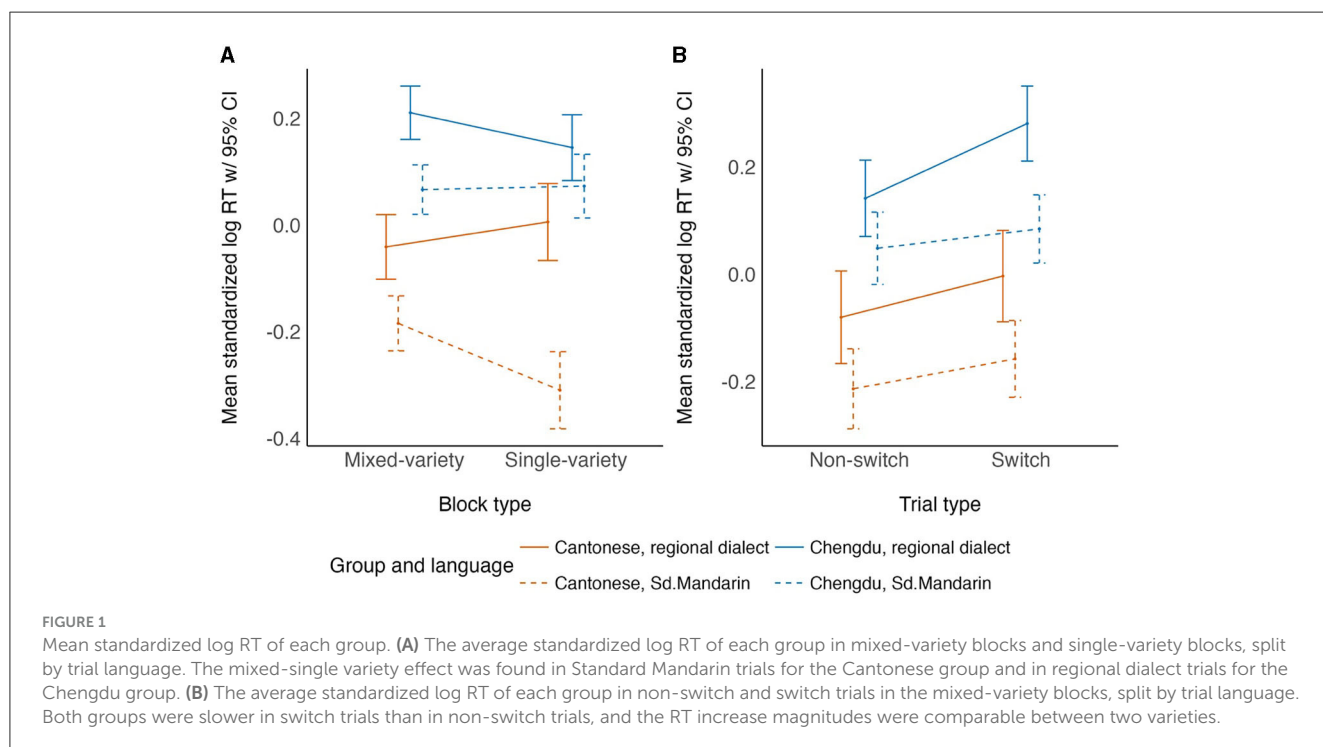 A
B
Mean standardized log RT w/ 95% CI
0.2
0.0
-0.2
-0.4
Mixed-variety
Single-variety
Block type
Mean standardized log RT w/ 95% CI
0.2
0.0
-0.2
Non-switch
Switch
Trial type
Group and language
Cantonese, regional dialect
Chengdu, regional dialect
Cantonese, Sd.Mandarin
Chengdu, Sd.Mandarin
FIGURE 1
Mean standardized log RT of each group. (A) The average standardized log RT of each group in mixed-variety blocks and single-variety blocks, split
by trial language. The mixed-single variety effect was found in Standard Mandarin trials for the Cantonese group and in regional dialect trials for the
Chengdu group. (B) The average standardized log RT of each group in non-switch and switch trials in the mixed-variety blocks, split by trial language.
Both groups were slower in switch trials than in non-switch trials, and the RT increase magnitudes were comparable between two varieties.